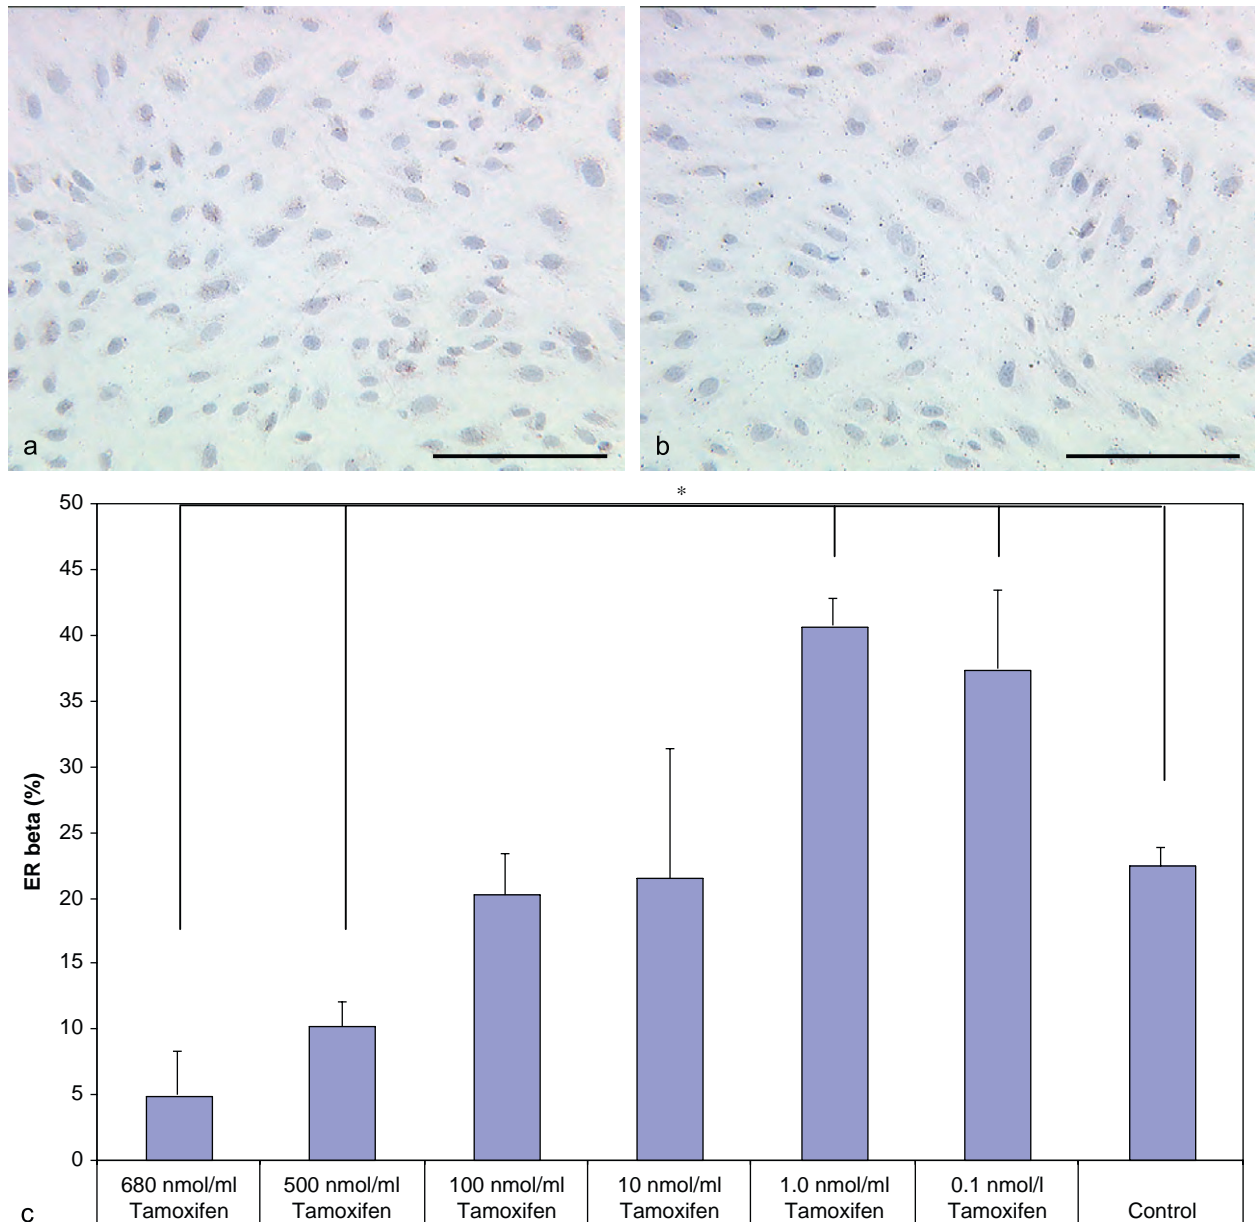 a
b
*
50
45
40
35
30
25
20
15
10
5
0
ER beta (%)
680 nmol/ml
Tamoxifen
500 nmol/ml
Tamoxifen
100 nmol/ml
Tamoxifen
10 nmol/ml
Tamoxifen
1.0 nmol/ml
Tamoxifen
0.1 nmol/l
Tamoxifen
Control
c